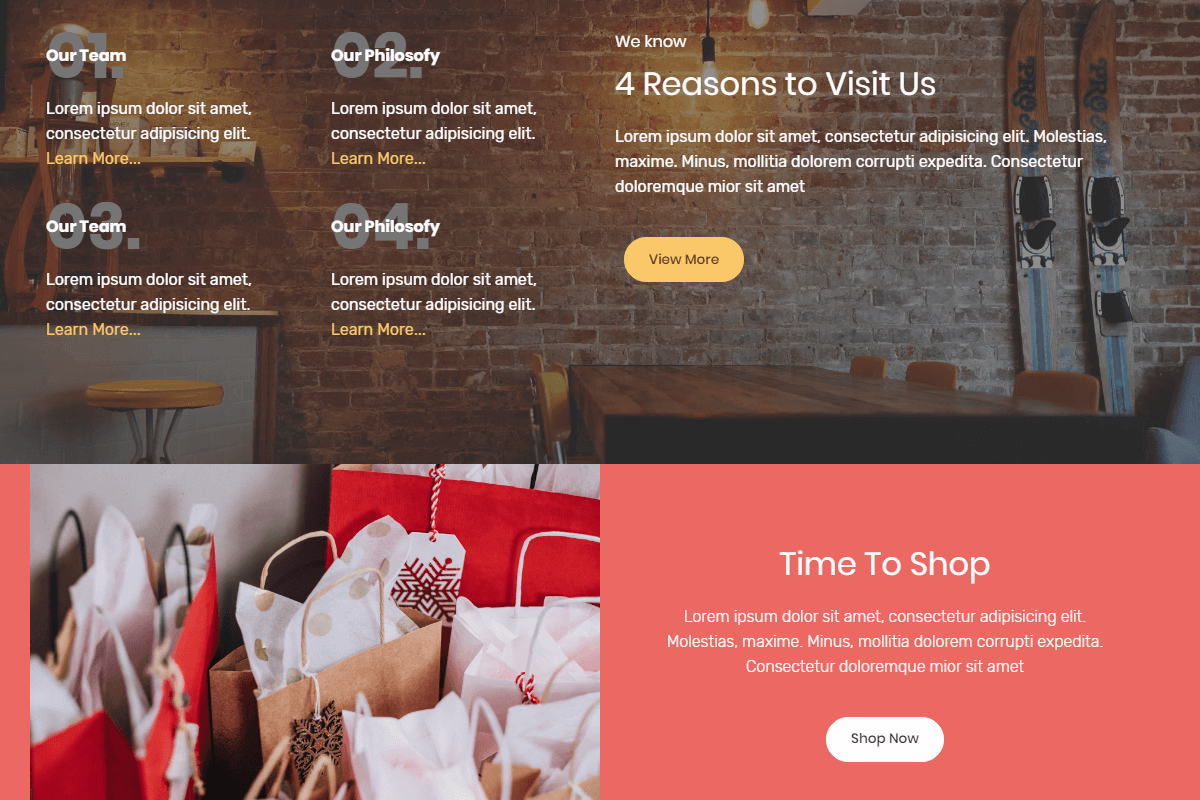 01.
Our Team
Lorem ipsum dolor sit amet,
consectetur adipisicing elit.
Learn More...
02.
Our Philosofy
Lorem ipsum dolor sit amet,
consectetur adipisicing elit.
Learn More...
03.
Our Team
Lorem ipsum dolor sit amet,
consectetur adipisicing elit.
Learn More...
04.
Our Philosofy
Lorem ipsum dolor sit amet,
consectetur adipisicing elit.
Learn More...
We know
4 Reasons to Visit Us
Lorem ipsum dolor sit amet, consectetur adipisicing elit. Molestias,
maxime. Minus, mollitia dolorem corrupti expedita. Consectetur
doloremque mior sit amet
View More
PRO
PRO
Time To Shop
Lorem ipsum dolor sit amet, consectetur adipisicing elit.
Molestias, maxime. Minus, mollitia dolorem corrupti expedita.
Consectetur doloremque mior sit amet
Shop Now